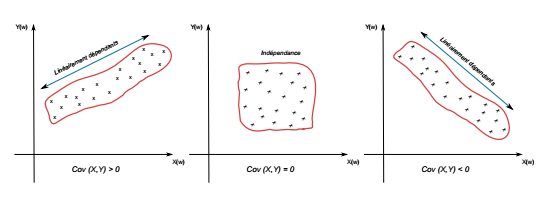 Y(w)
Linéairement dépendants
X(w)
Cov (X,Y) > 0
Y(w)
Indépendance
X(w)
Cov (X,Y) = 0
Y(w)
Linéairement dépendants
X(w)
Cov (X,Y) < 0